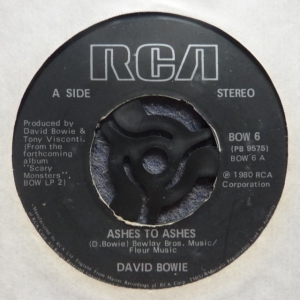 RCA
A SIDE
STEREO
Produced by
David Bowie &
Tony Visconti.
(From the
forthcoming
album
"Scary
Monsters",
BOW LP 2)
BOW 6
(PB 9575)
BOW 6 A
℗ 1980 RCA
Corporation
ASHES TO ASHES
(D.Bowie) Bewlay Bros. Music/
Fleur Music
DAVID BOWIE